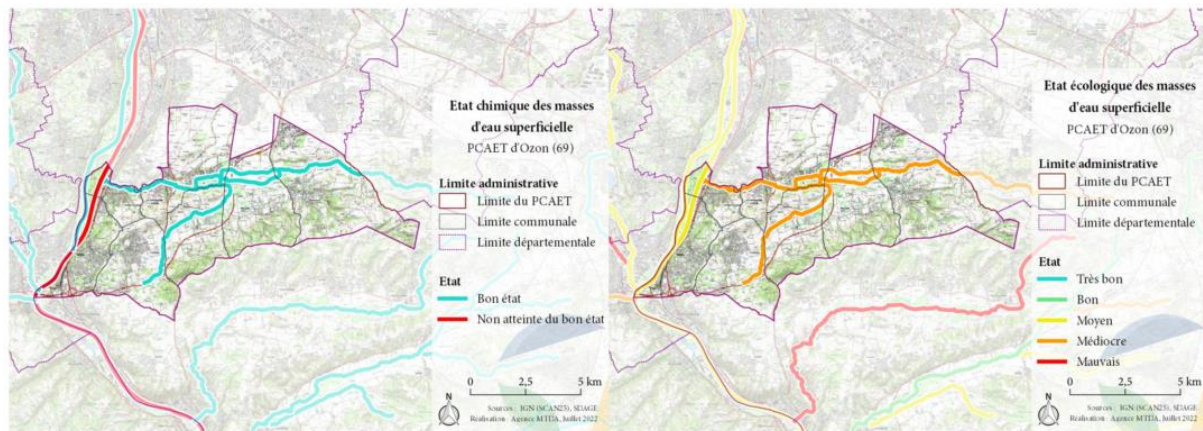 Etat chimique des masses
d'eau superficielle
PCAET d'Ozon (69)
Limite administrative
Limite du PCAET
Limite communale
Limite départementale
Etat
Bon état
Non atteinte du bon état
0 2,5 5 km
N
Sources : IGN (SCAN25), SDAGE
Réalisation : Agence MTDA, Juillet 2022
Etat écologique des masses
d'eau superficielle
PCAET d'Ozon (69)
Limite administrative
Limite du PCAET
Limite communale
Limite départementale
Etat
Très bon
Bon
Moyen
Médiocre
Mauvais
0 2,5 5 km
N
Sources : IGN (SCAN25), SDAGE
Réalisation : Agence MTDA, Juillet 2022